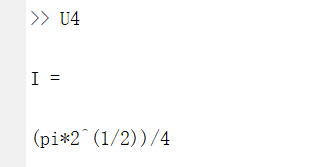 >> U4
I =
(pi*2^(1/2))/4